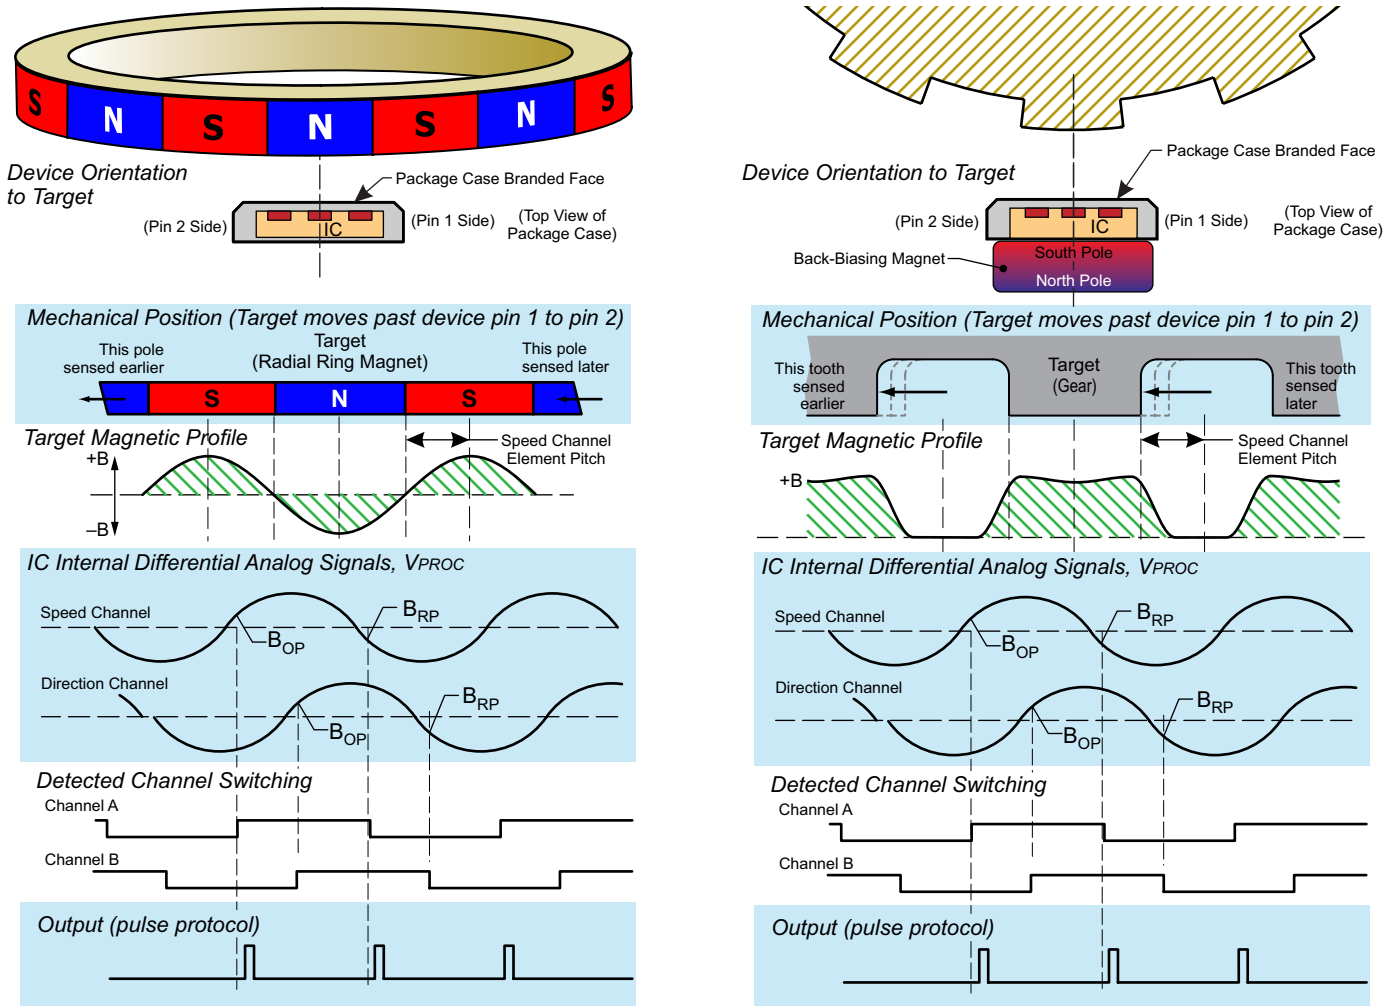 S
N
S
N
S
N
S
Device Orientation
to Target
Package Case Branded Face
(Pin 2 Side)
IC
(Pin 1 Side)
(Top View of
Package Case)
Mechanical Position (Target moves past device pin 1 to pin 2)
Target
(Radial Ring Magnet)
This pole
sensed earlier
This pole
sensed later
S
N
S
Target Magnetic Profile
+B
–B
Speed Channel
Element Pitch
IC Internal Differential Analog Signals, VPROC
Speed Channel
BOP
BRP
Direction Channel
BOP
BRP
Detected Channel Switching
Channel A
Channel B
Output (pulse protocol)
Device Orientation to Target
Package Case Branded Face
(Pin 2 Side)
IC
(Pin 1 Side)
(Top View of
Package Case)
South Pole
Back-Biasing Magnet
North Pole
Mechanical Position (Target moves past device pin 1 to pin 2)
This tooth
sensed
earlier
Target
(Gear)
This tooth
sensed
later
Target Magnetic Profile
+B
Speed Channel
Element Pitch
IC Internal Differential Analog Signals, VPROC
Speed Channel
BOP
BRP
Direction Channel
BOP
BRP
Detected Channel Switching
Channel A
Channel B
Output (pulse protocol)